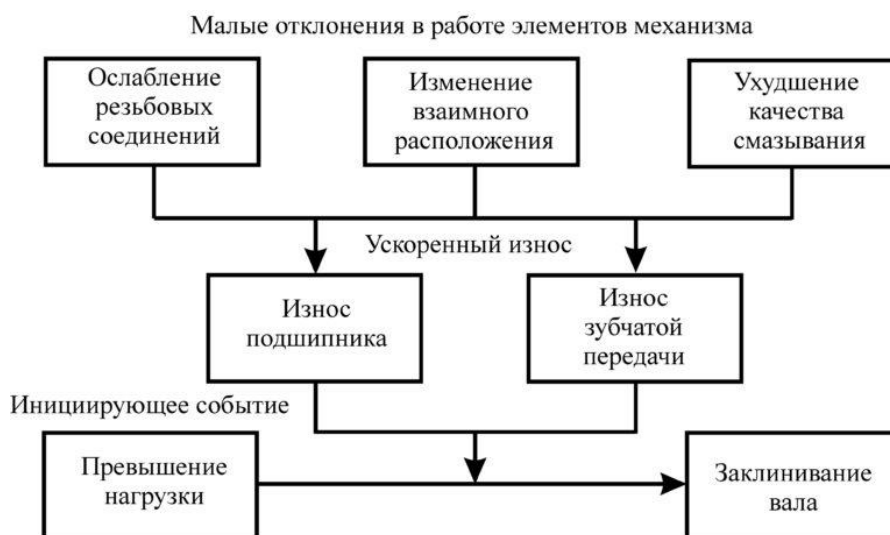 Малые отклонения в работе элементов механизма
Ослабление
резьбовых
соединений
Изменение
взаимного
расположения
Ухудшение
качества
смазывания
Ускоренный износ
Износ
подшипника
Износ
зубчатой
передачи
Инициирующее событие
Превышение
нагрузки
Заклинивание
вала